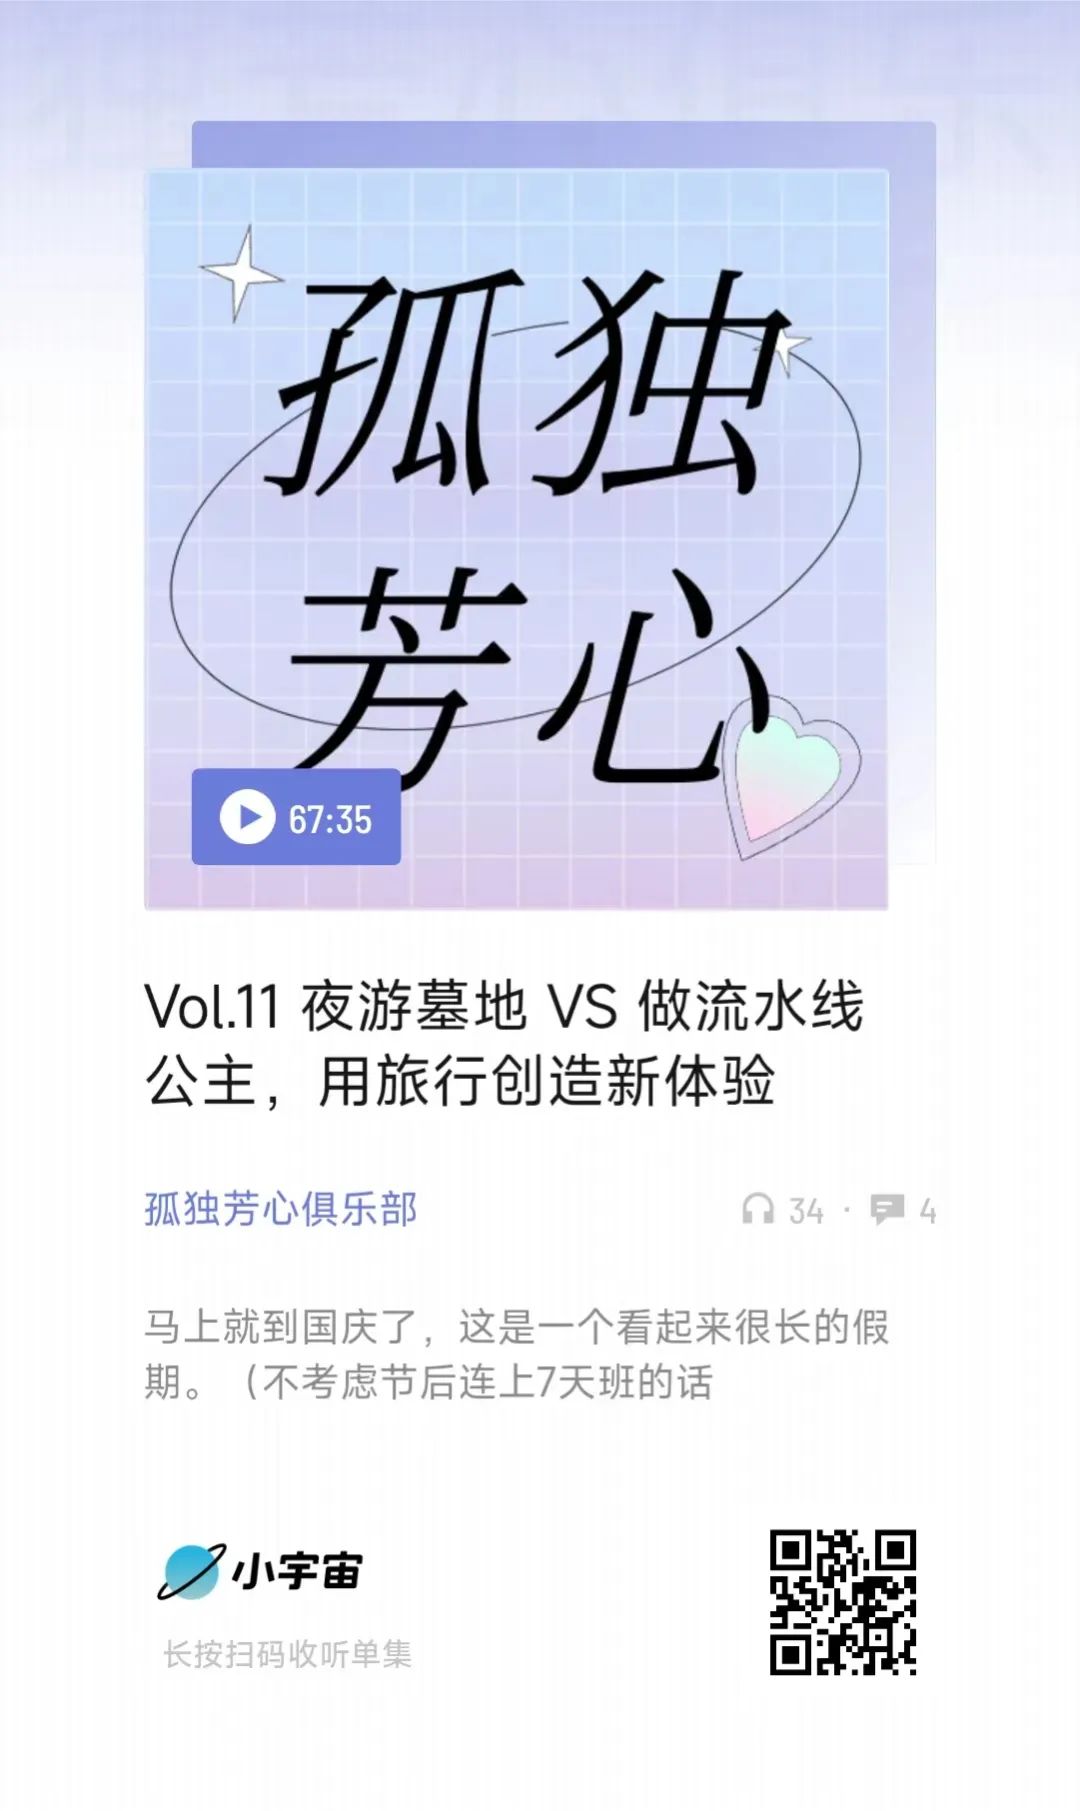 孤独
芳心
67:35
Vol.11 夜游墓地 VS 做流水线
公主，用旅行创造新体验
孤独芳心俱乐部
34 · 4
马上就到国庆了，这是一个看起来很长的假
期。（不考虑节后连上7天班的话
小宇宙
长按扫码收听单集